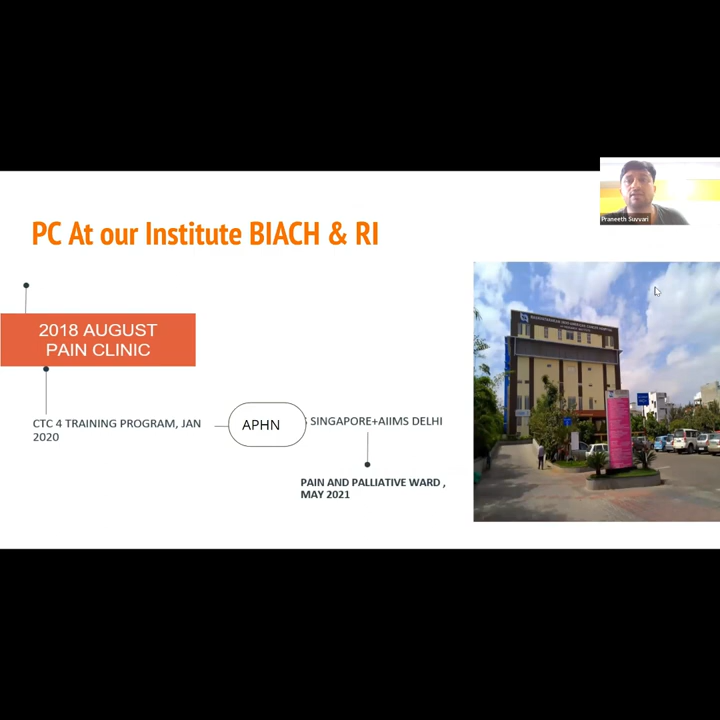 Praneeth Suvvari
PC At our Institute BIACH & RI
2018 AUGUST
PAIN CLINIC
CTC 4 TRAINING PROGRAM, JAN
2020
APHN
SINGAPORE+AIIMS DELHI
PAIN AND PALLIATIVE WARD ,
MAY 2021